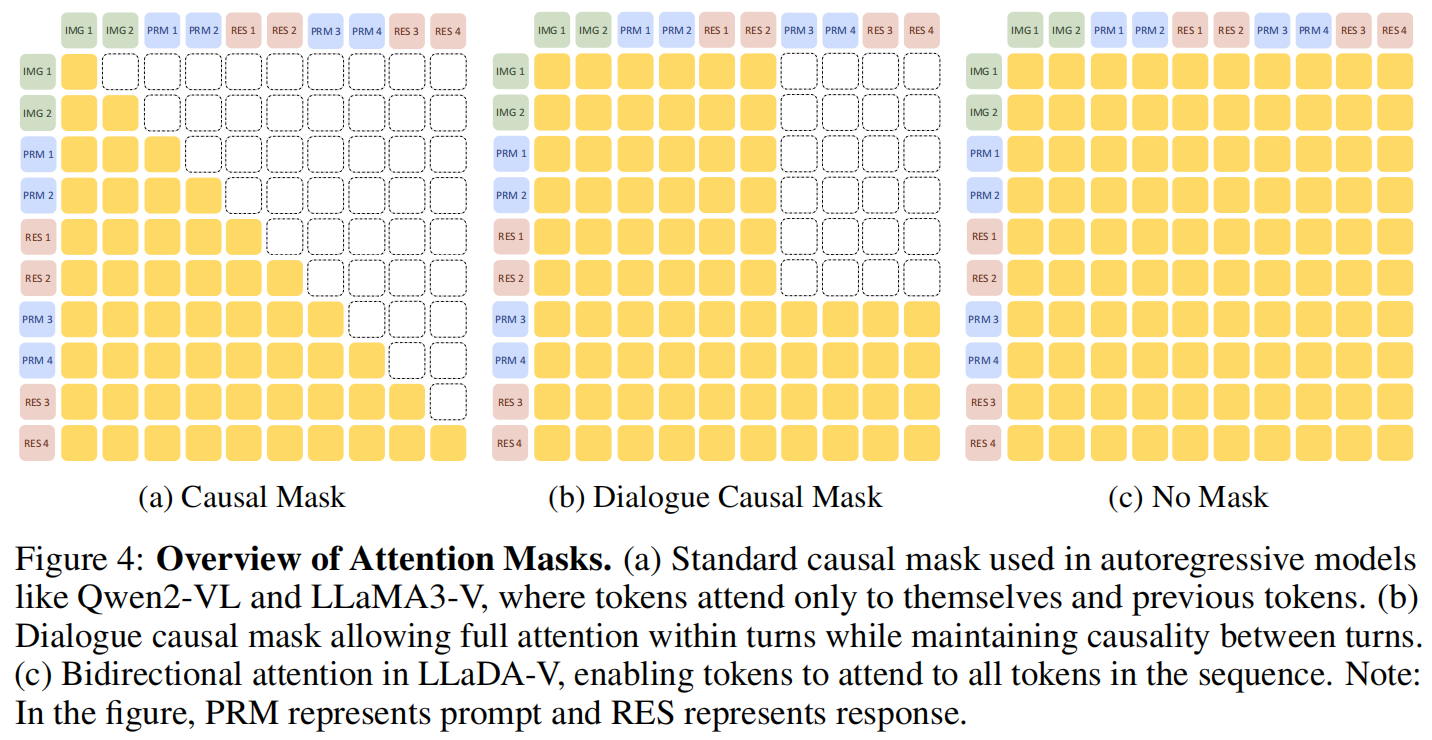 IMG 1 IMG 2 PRM 1 PRM 2 RES 1 RES 2 PRM 3 PRM 4 RES 3 RES 4
IMG 1
IMG 2
PRM 1
PRM 2
RES 1
RES 2
PRM 3
PRM 4
RES 3
RES 4
(a) Causal Mask
IMG 1 IMG 2 PRM 1 PRM 2 RES 1 RES 2 PRM 3 PRM 4 RES 3 RES 4
IMG 1
IMG 2
PRM 1
PRM 2
RES 1
RES 2
PRM 3
PRM 4
RES 3
RES 4
(b) Dialogue Causal Mask
IMG 1 IMG 2 PRM 1 PRM 2 RES 1 RES 2 PRM 3 PRM 4 RES 3 RES 4
IMG 1
IMG 2
PRM 1
PRM 2
RES 1
RES 2
PRM 3
PRM 4
RES 3
RES 4
(c) No Mask
Figure 4: Overview of Attention Masks. (a) Standard causal mask used in autoregressive models
like Qwen2-VL and LLaMA3-V, where tokens attend only to themselves and previous tokens. (b)
Dialogue causal mask allowing full attention within turns while maintaining causality between turns.
(c) Bidirectional attention in LLaDA-V, enabling tokens to attend to all tokens in the sequence. Note:
In the figure, PRM represents prompt and RES represents response.